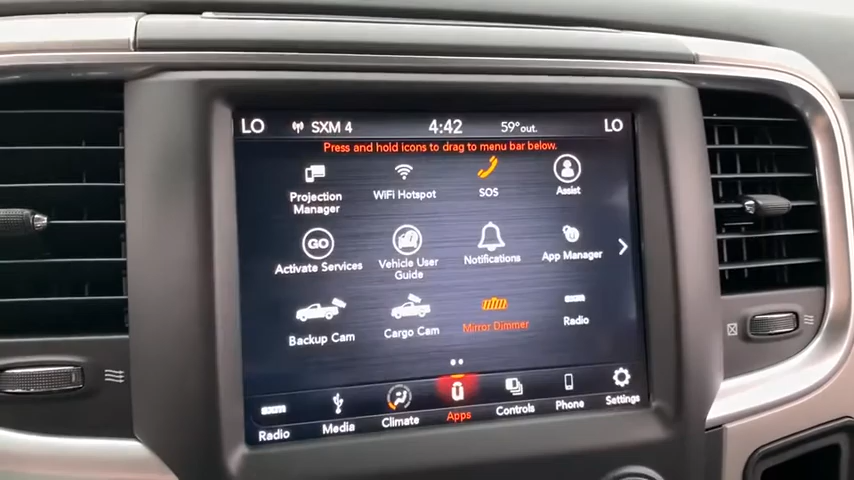 LO SXM 4 4:42 59°out. LO
Press and hold icons to drag to menu bar below.
Projection
Manager
WiFi Hotspot
SOS
Assist
GO
Activate Services
Vehicle User
Guide
Notifications
App Manager
Backup Cam
Cargo Cam
Mirror Dimmer
Radio
Radio
Media
Climate
Apps
Controls
Phone
Settings